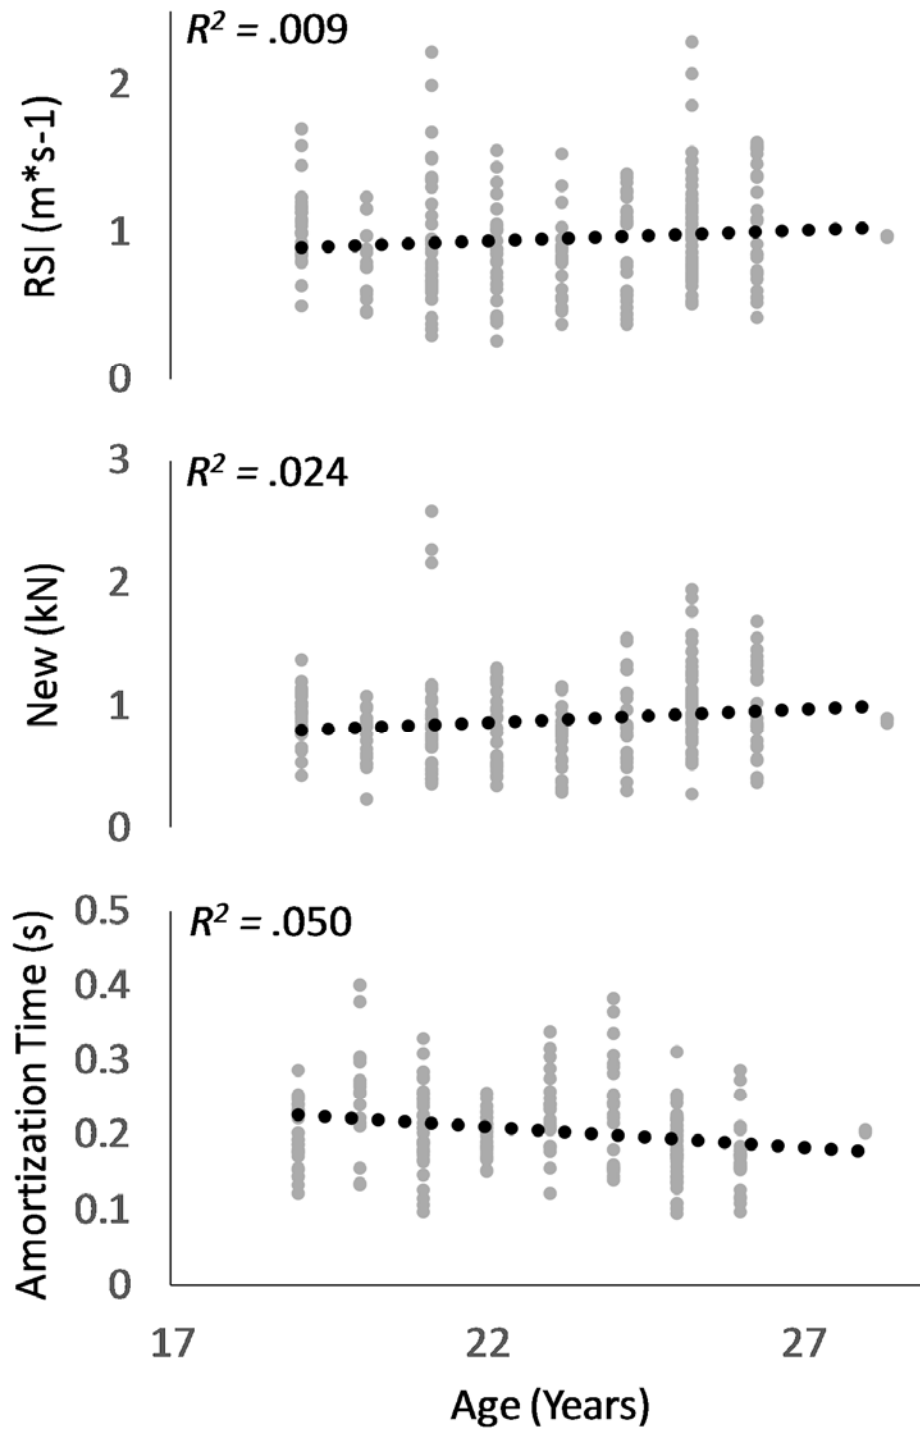 R² = .009
RSI (m*s-1)
2
1
0
R² = .024
New (kN)
3
2
1
0
R² = .050
Amortization Time (s)
0.5
0.4
0.3
0.2
0.1
0
17 22 27
Age (Years)